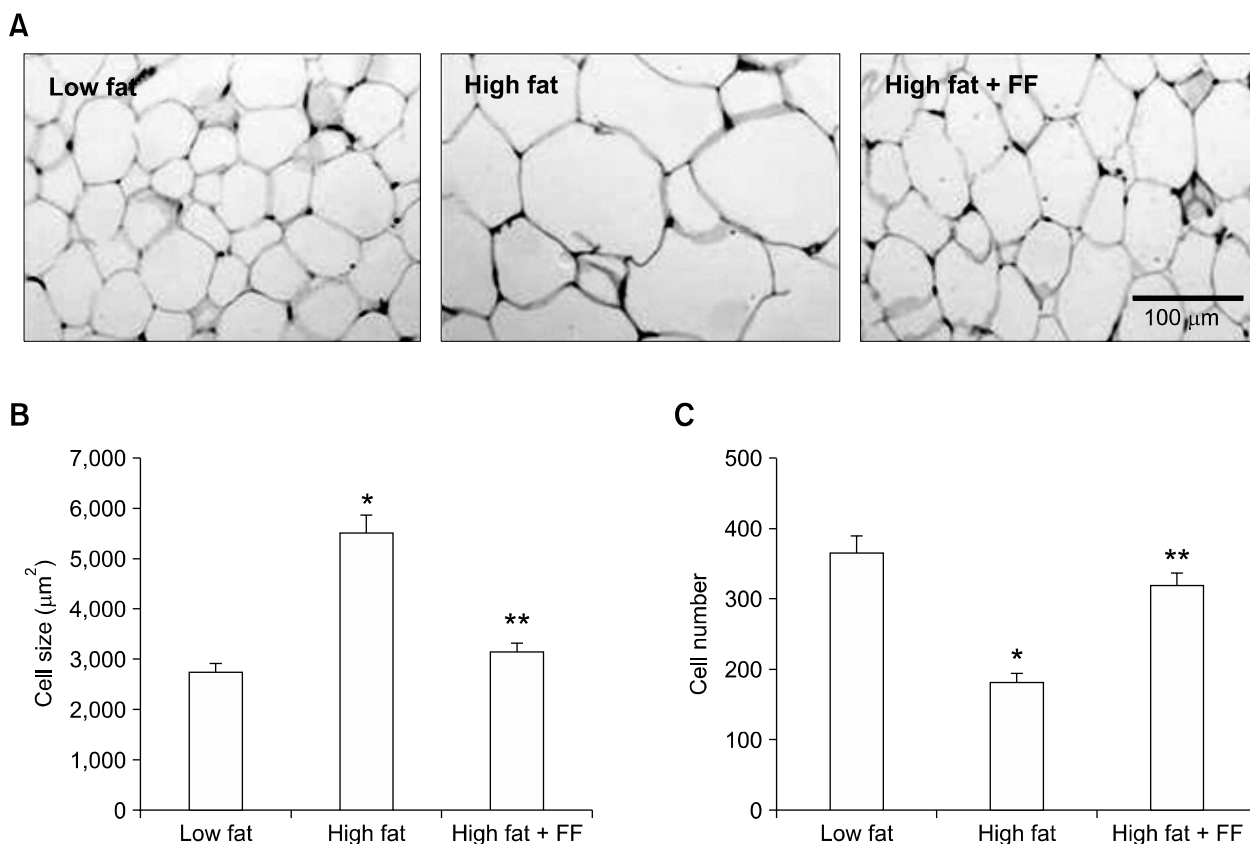 A
Low fat
High fat
High fat + FF
100 μm
B
Cell size (μm²)
7,000
6,000
5,000
4,000
3,000
2,000
1,000
0
*
**
Low fat
High fat
High fat + FF
C
Cell number
500
400
300
200
100
0
*
**
Low fat
High fat
High fat + FF